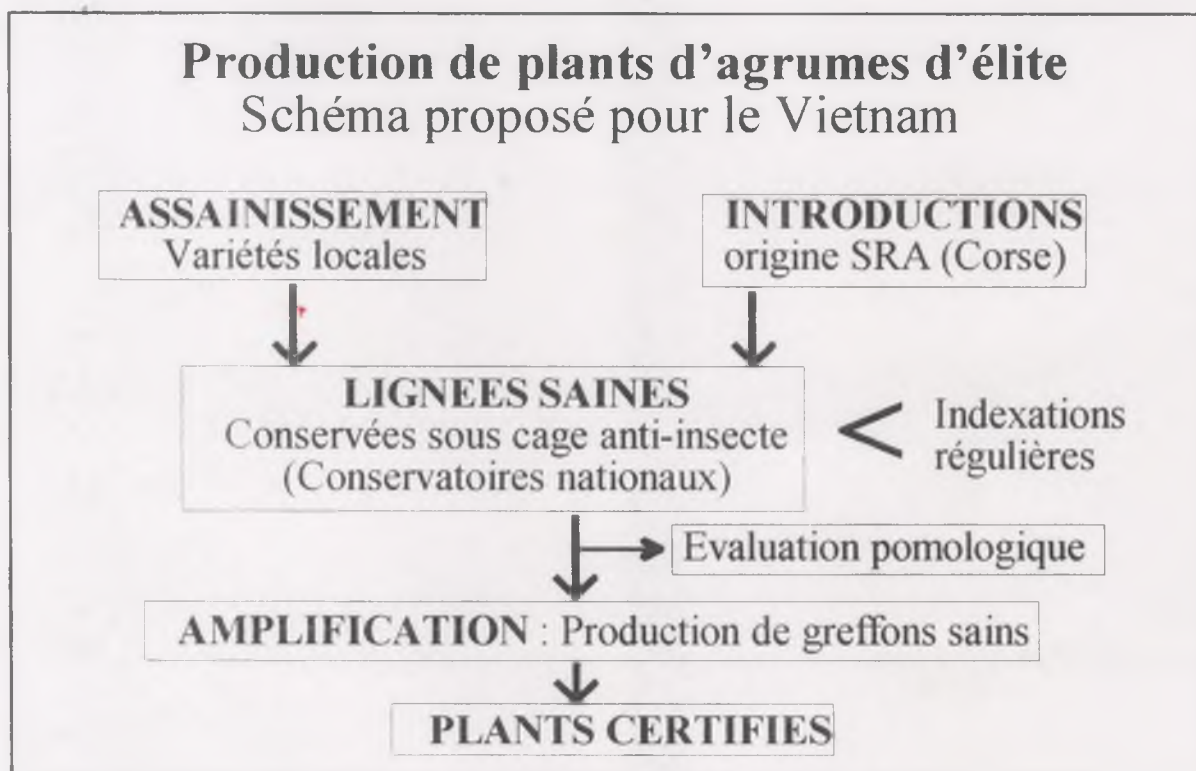 Production de plants d'agrumes d'élite
Schéma proposé pour le Vietnam
ASSAINISSEMENT
Variétés locales
INTRODUCTIONS
origine SRA (Corse)
LIGNEES SAINES
Conservées sous cage anti-insecte
(Conservatoires nationaux)
Indexations
régulières
Evaluation pomologique
AMPLIFICATION : Production de greffons sains
PLANTS CERTIFIES